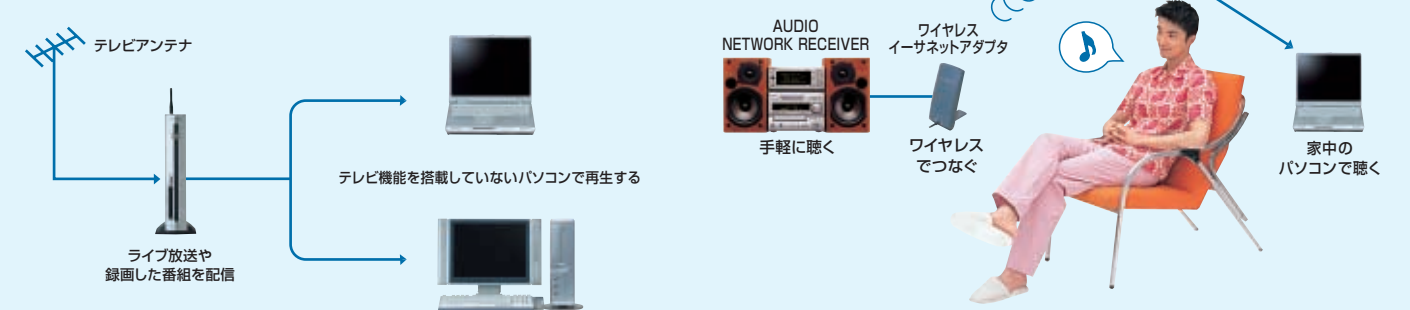 テレビアンテナ
ライブ放送や
録画した番組を配信
テレビ機能を搭載していないパソコンで再生する
AUDIO
NETWORK RECEIVER
手軽に聴く
ワイヤレス
イーサネットアダプタ
ワイヤレス
でつなぐ
家中の
パソコンで聴く